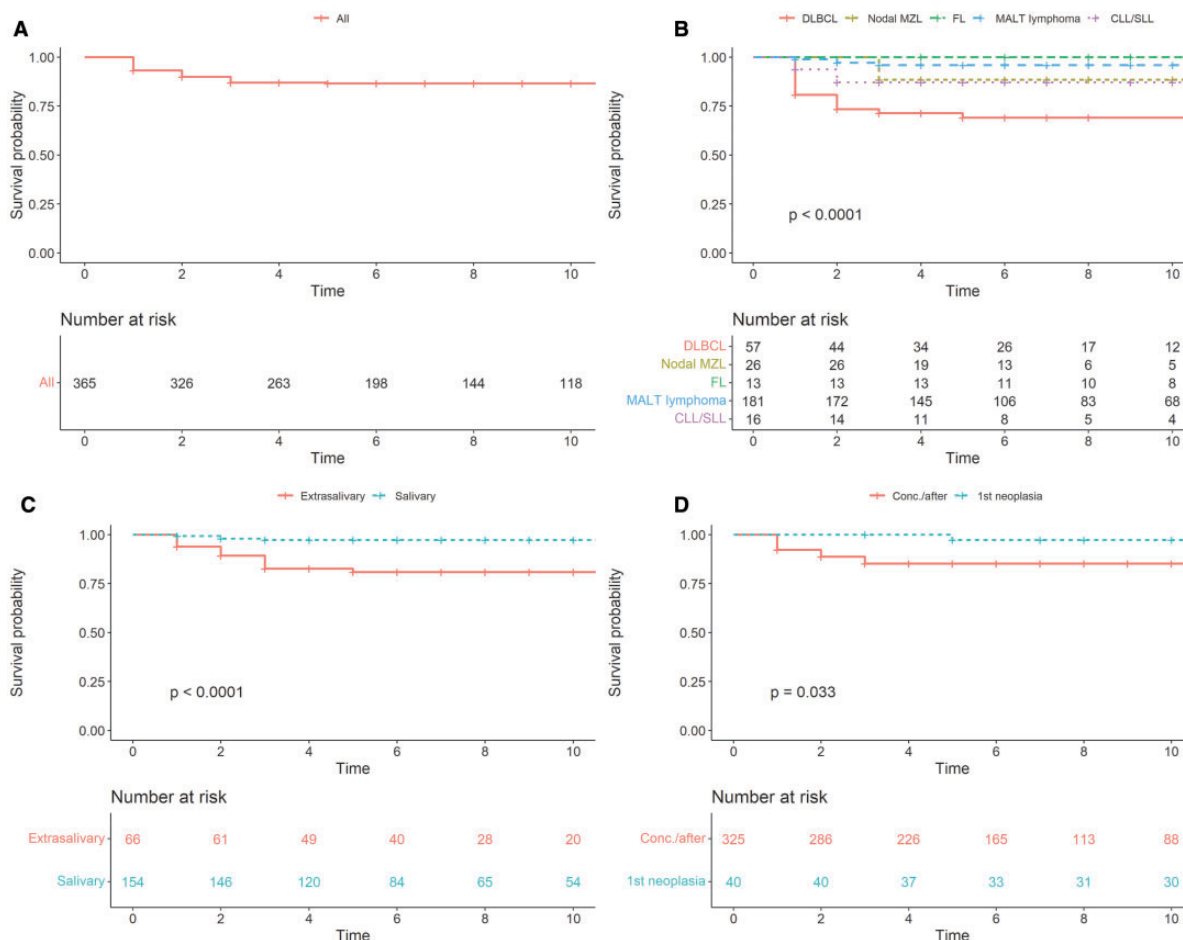 A
All
Survival probability
1.00
0.75
0.50
0.25
0.00
0 2 4 6 8 10
Time
Number at risk
All 365 326 263 198 144 118
0 2 4 6 8 10
Time
B
DLBCL Nodal MZL FL MALT lymphoma CLL/SLL
Survival probability
1.00
0.75
0.50
0.25
0.00
p < 0.0001
0 2 4 6 8 10
Time
Number at risk
DLBCL 57 44 34 26 17 12
Nodal MZL 26 26 19 13 6 5
FL 13 13 13 11 10 8
MALT lymphoma 181 172 145 106 83 68
CLL/SLL 16 14 11 8 5 4
0 2 4 6 8 10
Time
C
Extrasalivary Salivary
Survival probability
1.00
0.75
0.50
0.25
0.00
p < 0.0001
0 2 4 6 8 10
Time
Number at risk
Extrasalivary 66 61 49 40 28 20
Salivary 154 146 120 84 65 54
0 2 4 6 8 10
Time
D
Conc./after 1st neoplasia
Survival probability
1.00
0.75
0.50
0.25
0.00
p = 0.033
0 2 4 6 8 10
Time
Number at risk
Conc./after 325 286 226 165 113 88
1st neoplasia 40 40 37 33 31 30
0 2 4 6 8 10
Time